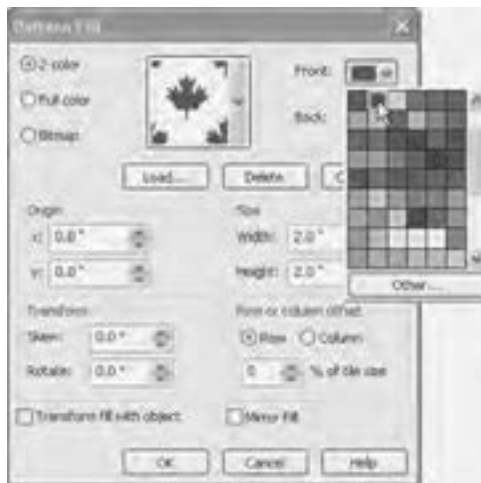 Pattern Fill
2-color
Full color
Bitmap
Front:
Back:
Load...
Delete
Origin
Size
x: 0.0"
Width: 2.0"
y: 0.0"
Height: 2.0"
Other...
Transform
Row or column offset
Skew: 0.0°
Row Column
Rotate: 0.0°
0 % of tile size
Transform fill with object
Mirror Fill
OK Cancel Help